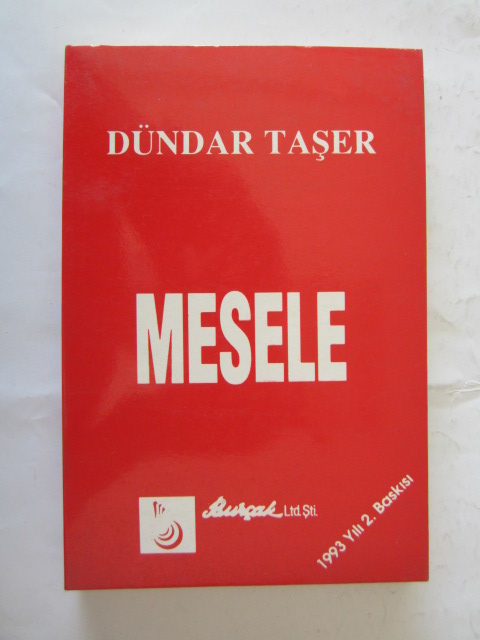 DÜNDAR TAŞER
MESELE
Burçak Ltd. Şti.
1993 Yılı 2. Baskısı